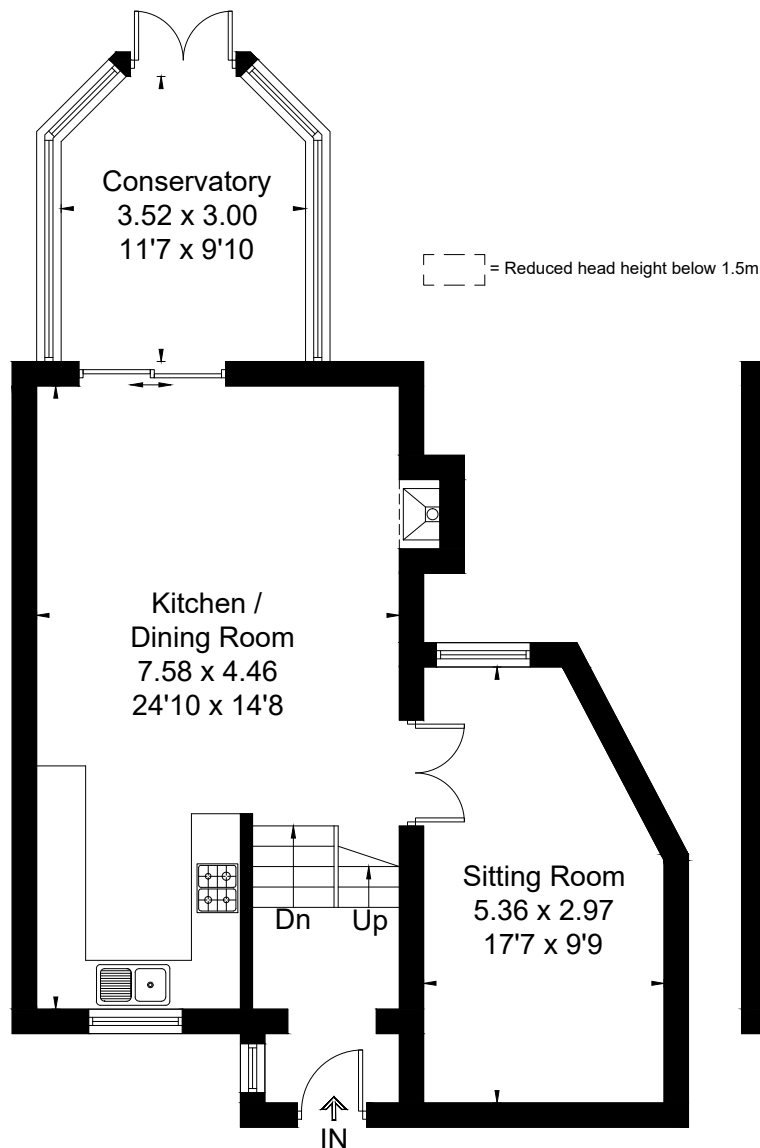 Conservatory
3.52 x 3.00
11'7 x 9'10
= Reduced head height below 1.5m
Kitchen /
Dining Room
7.58 x 4.46
24'10 x 14'8
Sitting Room
5.36 x 2.97
17'7 x 9'9
Dn
Up
IN